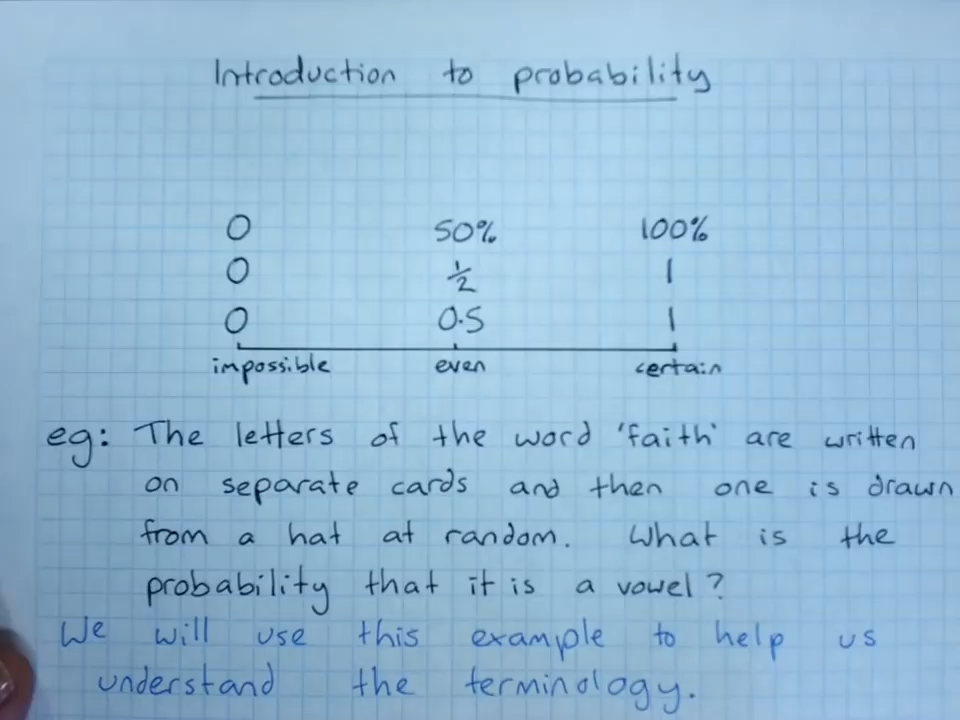 Introduction to probability
0 50% 100%
0 1/2 1
0 0.5 1
impossible even certain
eg: The letters of the word 'faith' are written
on separate cards and then one is drawn
from a hat at random. What is the
probability that it is a vowel?
We will use this example to help us
understand the terminology.